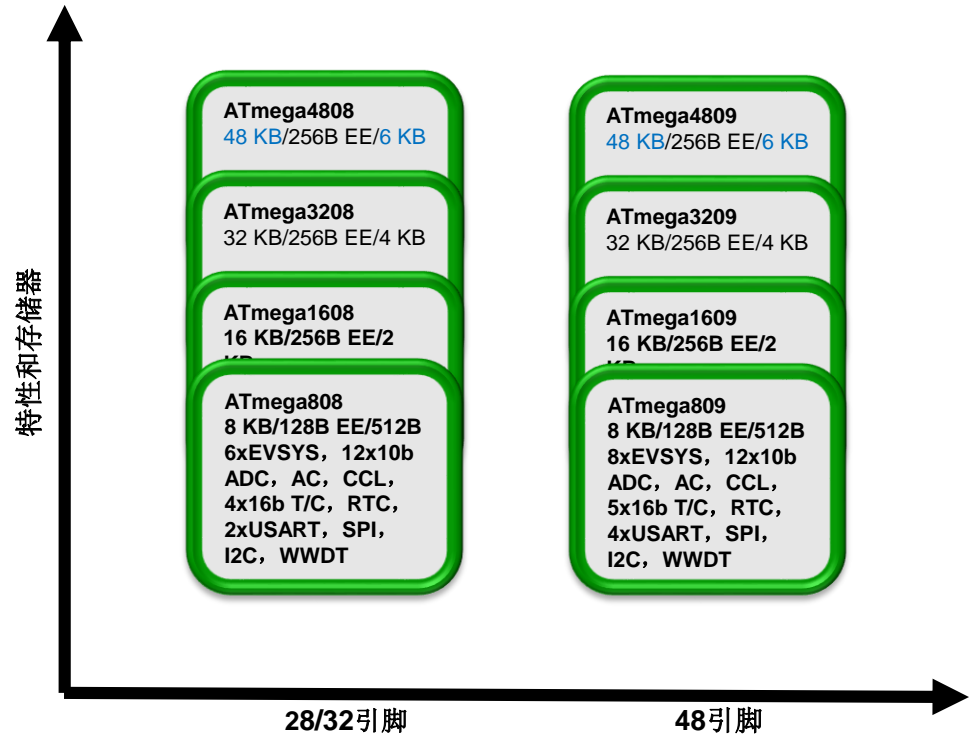 特性和存储器
ATmega4808
48 KB/256B EE/6 KB
ATmega3208
32 KB/256B EE/4 KB
ATmega1608
16 KB/256B EE/2
KB
ATmega808
8 KB/128B EE/512B
6xEVSYS，12x10b
ADC，AC，CCL，
4x16b T/C，RTC，
2xUSART，SPI，
I2C，WWDT
ATmega4809
48 KB/256B EE/6 KB
ATmega3209
32 KB/256B EE/4 KB
ATmega1609
16 KB/256B EE/2
KB
ATmega809
8 KB/128B EE/512B
8xEVSYS，12x10b
ADC，AC，CCL，
5x16b T/C，RTC，
4xUSART，SPI，
I2C，WWDT
28/32引脚
48引脚